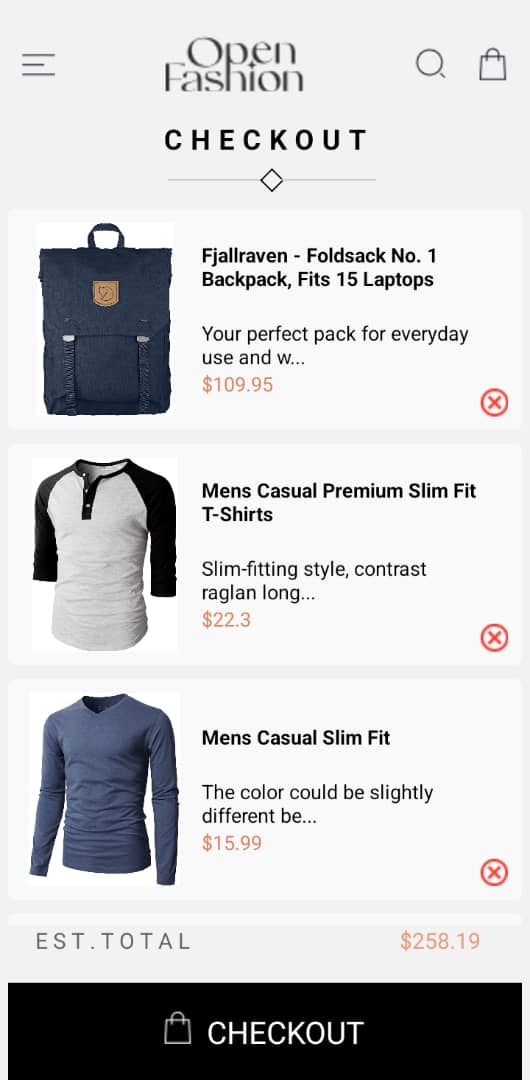 Open
Fashion
CHECKOUT
Fjallraven - Foldsack No. 1
Backpack, Fits 15 Laptops
Your perfect pack for everyday
use and w...
$109.95
Mens Casual Premium Slim Fit
T-Shirts
Slim-fitting style, contrast
raglan long...
$22.3
Mens Casual Slim Fit
The color could be slightly
different be...
$15.99
EST.TOTAL
$258.19
CHECKOUT